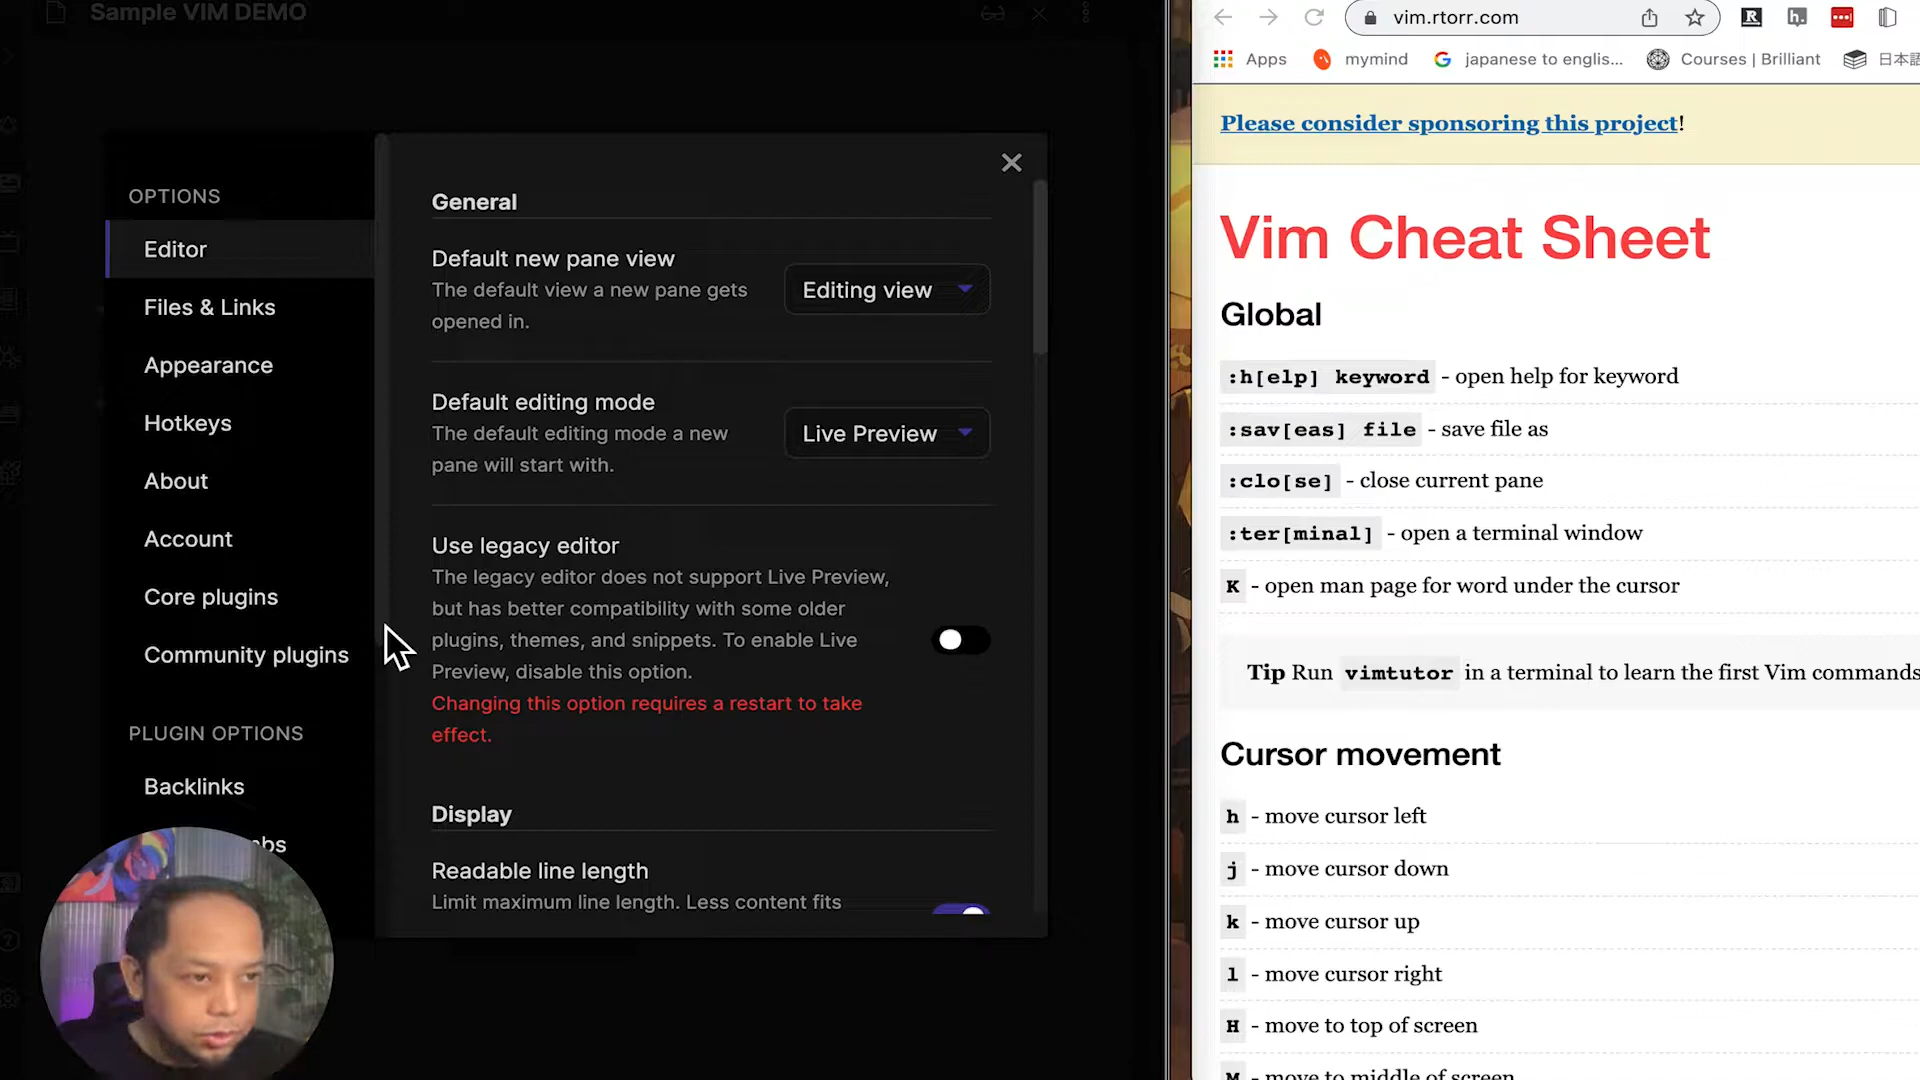 Sample VIM DEMO
OPTIONS
Editor
Files & Links
Appearance
Hotkeys
About
Account
Core plugins
Community plugins
PLUGIN OPTIONS
Backlinks
General
Default new pane view
The default view a new pane gets
opened in.
Editing view
Default editing mode
The default editing mode a new
pane will start with.
Live Preview
Use legacy editor
The legacy editor does not support Live Preview,
but has better compatibility with some older
plugins, themes, and snippets. To enable Live
Preview, disable this option.
Changing this option requires a restart to take
effect.
Display
Readable line length
Limit maximum line length. Less content fits
vim.rtorr.com
Apps
mymind
japanese to englis...
Courses | Brilliant
日本語
Please consider sponsoring this project!
Vim Cheat Sheet
Global
:h[elp] keyword - open help for keyword
:sav[eas] file - save file as
:clo[se] - close current pane
:ter[minal] - open a terminal window
K - open man page for word under the cursor
Tip Run vimtutor in a terminal to learn the first Vim commands
Cursor movement
h - move cursor left
j - move cursor down
k - move cursor up
l - move cursor right
H - move to top of screen
M - move to middle of screen